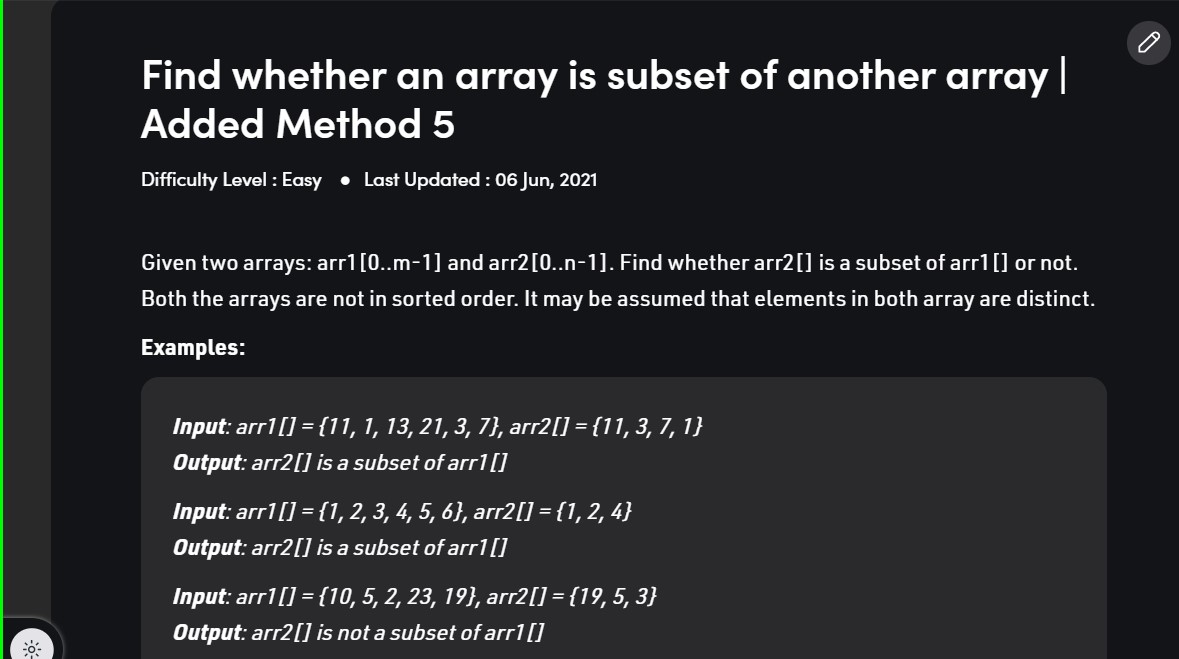 Find whether an array is subset of another array |
Added Method 5
Difficulty Level : Easy ● Last Updated : 06 Jun, 2021
Given two arrays: arr1[0..m-1] and arr2[0..n-1]. Find whether arr2[] is a subset of arr1[] or not.
Both the arrays are not in sorted order. It may be assumed that elements in both array are distinct.
Examples:
Input: arr1[] = {11, 1, 13, 21, 3, 7}, arr2[] = {11, 3, 7, 1}
Output: arr2[] is a subset of arr1[]
Input: arr1[] = {1, 2, 3, 4, 5, 6}, arr2[] = {1, 2, 4}
Output: arr2[] is a subset of arr1[]
Input: arr1[] = {10, 5, 2, 23, 19}, arr2[] = {19, 5, 3}
Output: arr2[] is not a subset of arr1[]